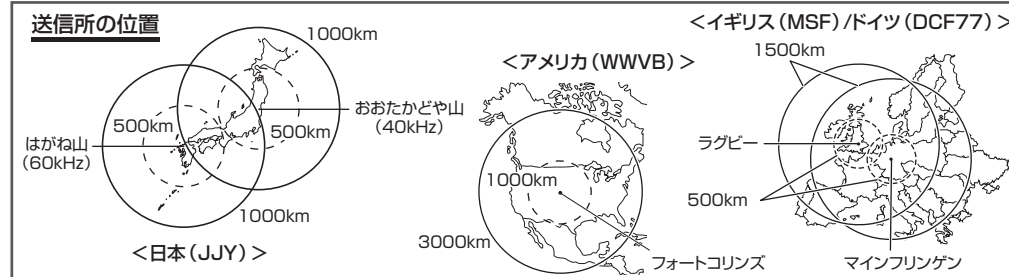 送信所の位置
1000km
500km
おおたかどや山
(40kHz)
はがね山
(60kHz)
500km
1000km
＜日本(JJY)＞
＜アメリカ(WWVB)＞
1000km
3000km
フォートコリンズ
＜イギリス(MSF)/ドイツ(DCF77)＞
1500km
ラグビー
500km
マインフリンゲン